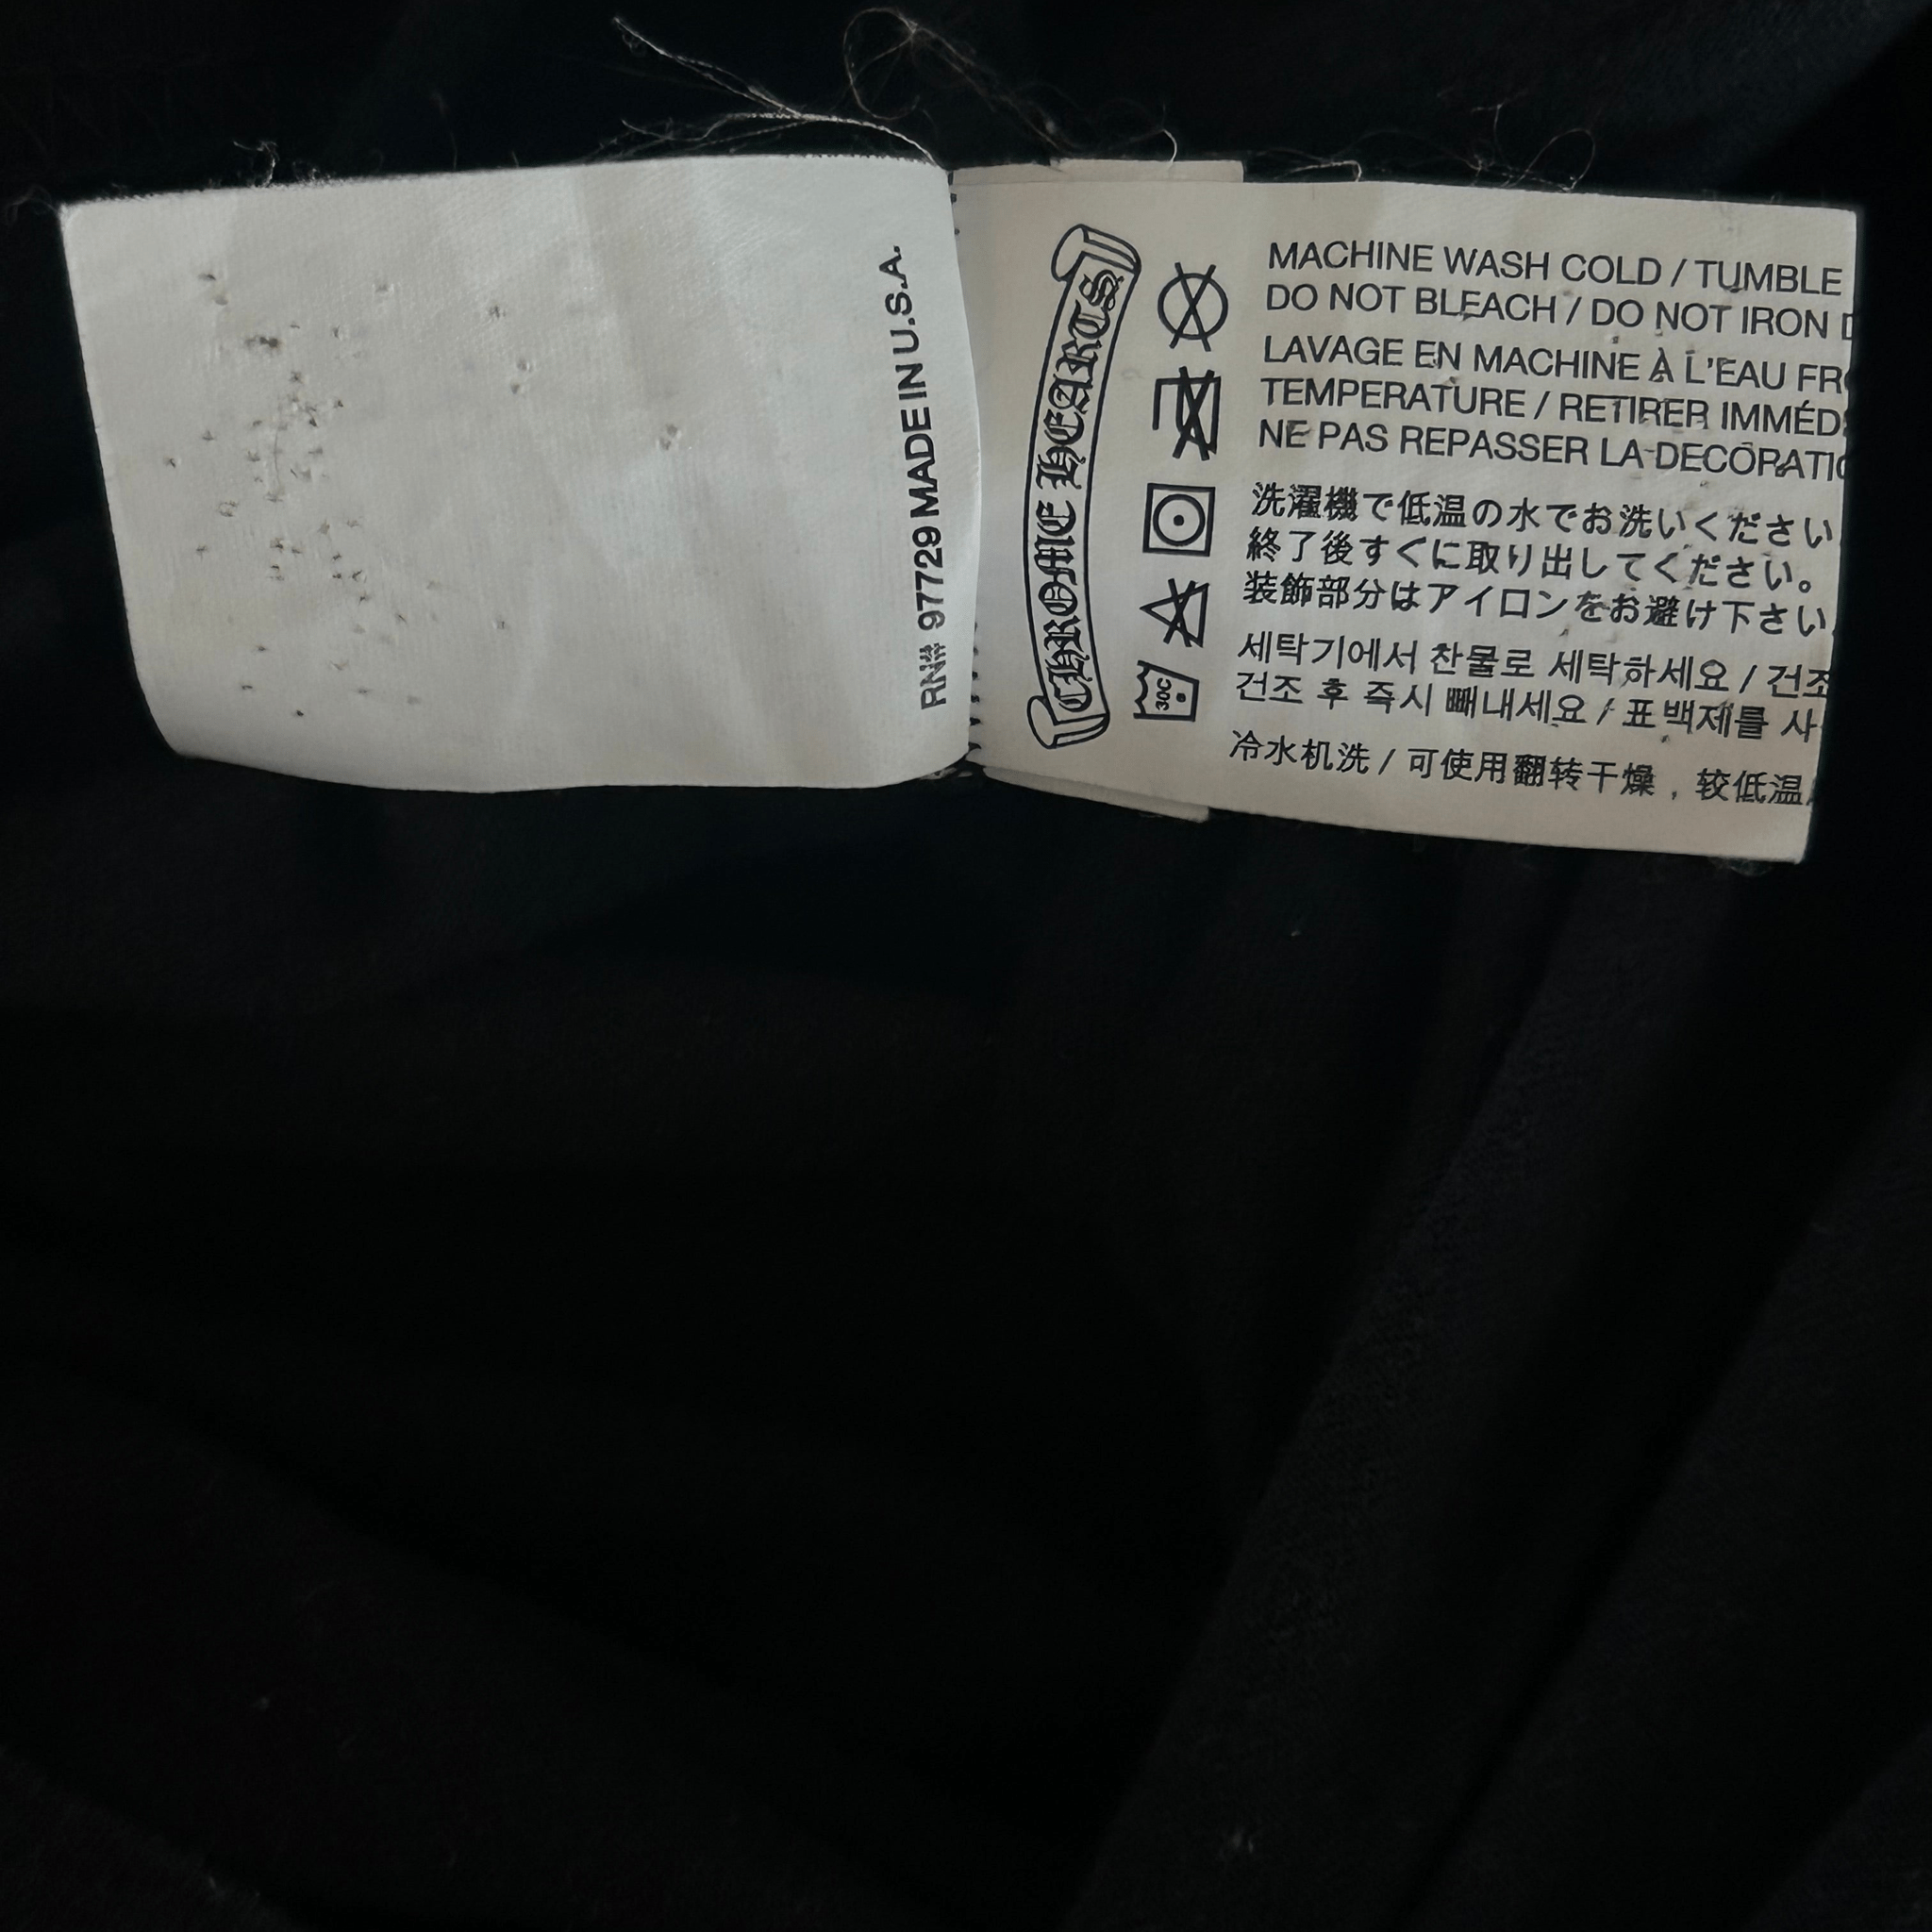 RN# 97729 MADE IN U.S.A.
CHROME HEARTS
30C
MACHINE WASH COLD / TUMBLE
DO NOT BLEACH / DO NOT IRON
LAVAGE EN MACHINE À L'EAU FR
TEMPERATURE / RETIRER IMMÉD
NE PAS REPASSER LA DECORATIO
洗濯機で低温の水でお洗いください
終了後すぐに取り出してください。
装飾部分はアイロンをお避け下さい
세탁기에서 찬물로 세탁하세요 / 건조
건조 후 즉시 빼내세요 / 표백제를 사
冷水机洗 / 可使用翻转干燥，较低温